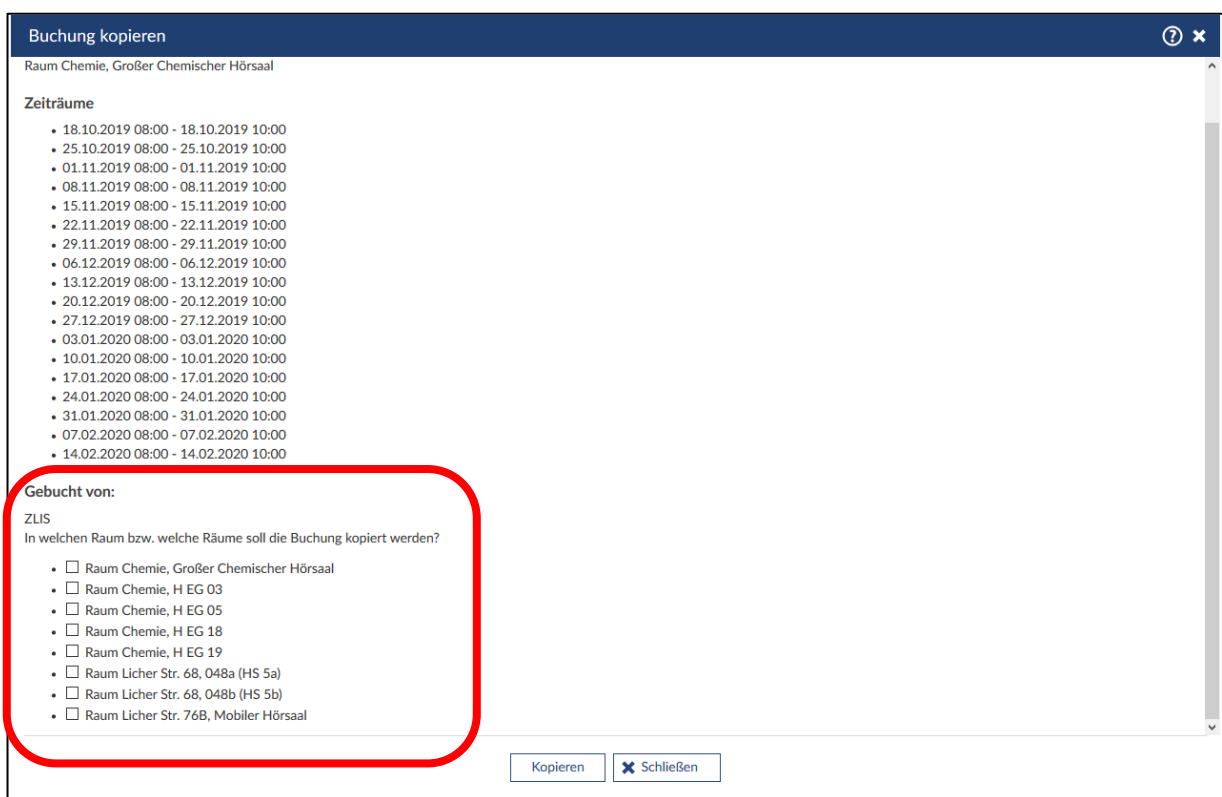 Buchung kopieren
Raum Chemie, Großer Chemischer Hörsaal
Zeiträume
18.10.2019 08:00 - 18.10.2019 10:00
25.10.2019 08:00 - 25.10.2019 10:00
01.11.2019 08:00 - 01.11.2019 10:00
08.11.2019 08:00 - 08.11.2019 10:00
15.11.2019 08:00 - 15.11.2019 10:00
22.11.2019 08:00 - 22.11.2019 10:00
29.11.2019 08:00 - 29.11.2019 10:00
06.12.2019 08:00 - 06.12.2019 10:00
13.12.2019 08:00 - 13.12.2019 10:00
20.12.2019 08:00 - 20.12.2019 10:00
27.12.2019 08:00 - 27.12.2019 10:00
03.01.2020 08:00 - 03.01.2020 10:00
10.01.2020 08:00 - 10.01.2020 10:00
17.01.2020 08:00 - 17.01.2020 10:00
24.01.2020 08:00 - 24.01.2020 10:00
31.01.2020 08:00 - 31.01.2020 10:00
07.02.2020 08:00 - 07.02.2020 10:00
14.02.2020 08:00 - 14.02.2020 10:00
Gebucht von:
ZLIS
In welchen Raum bzw. welche Räume soll die Buchung kopiert werden?
Raum Chemie, Großer Chemischer Hörsaal
Raum Chemie, H EG 03
Raum Chemie, H EG 05
Raum Chemie, H EG 18
Raum Chemie, H EG 19
Raum Licher Str. 68, 048a (HS 5a)
Raum Licher Str. 68, 048b (HS 5b)
Raum Licher Str. 76B, Mobiler Hörsaal
Kopieren Schließen